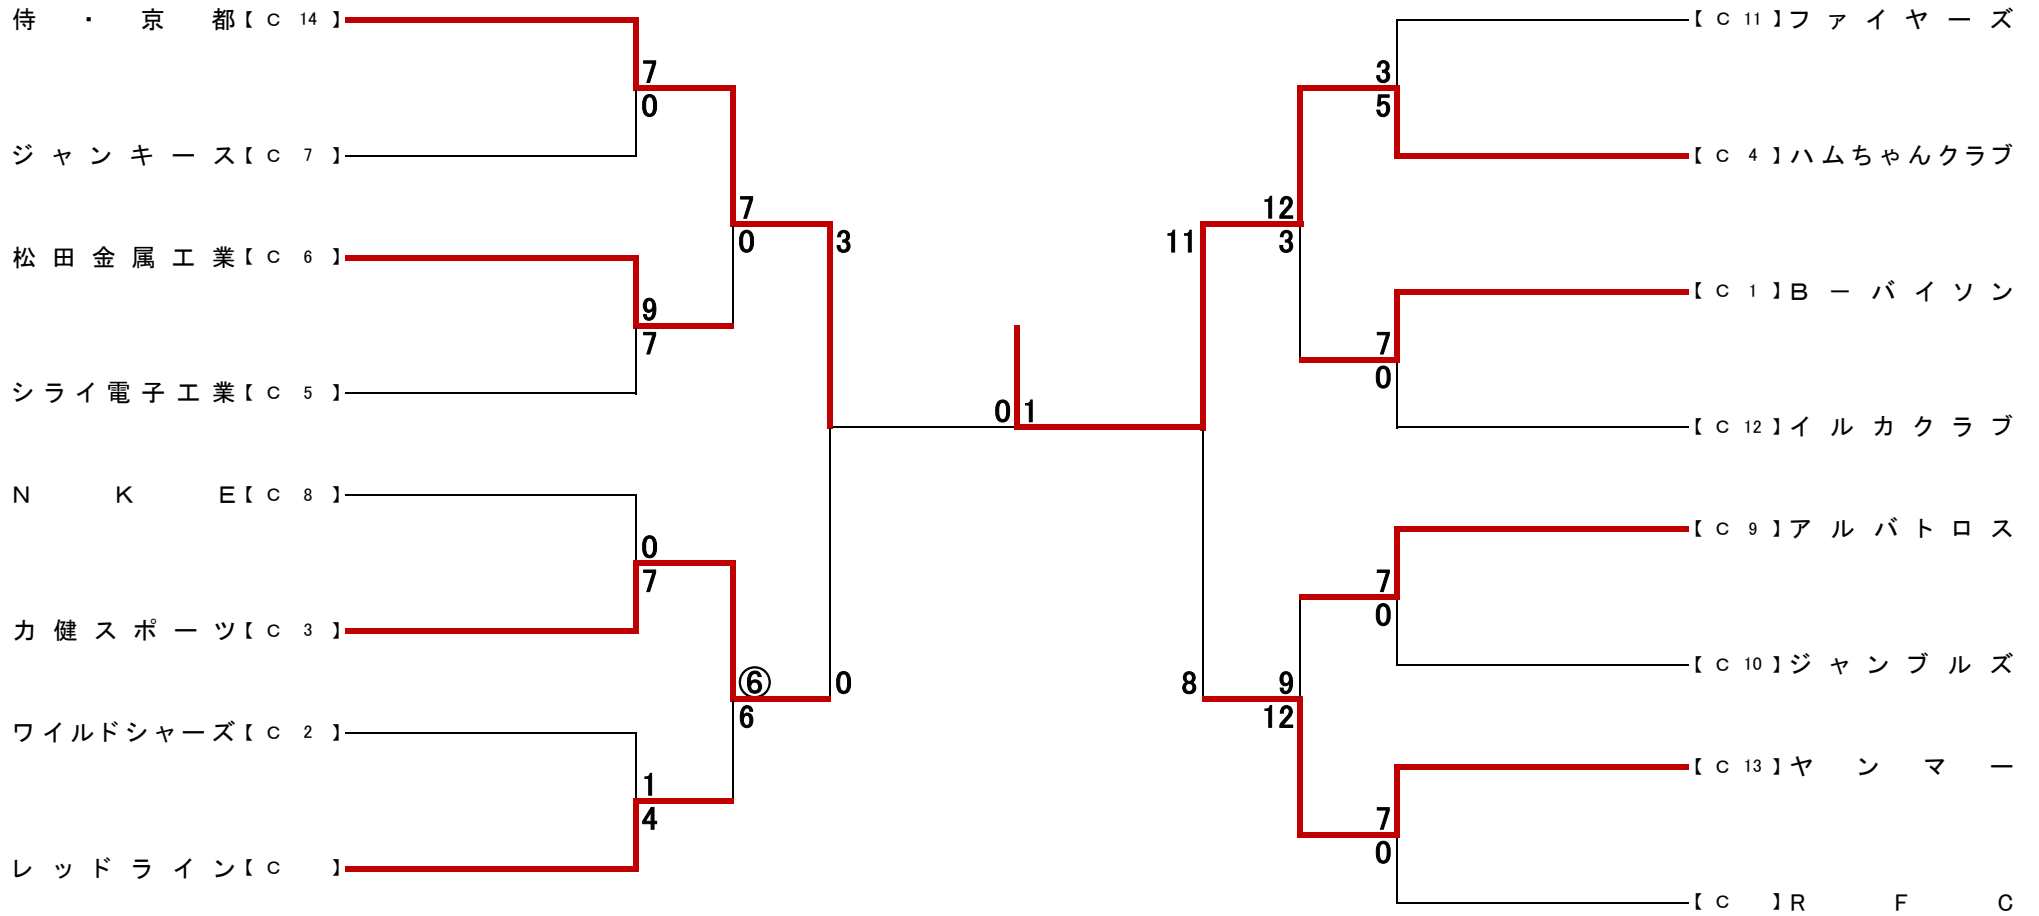 侍・京都【C 14】
7
0
ジャンキース【C 7】
7
0
松田金属工業【C 6】
9
7
シライ電子工業【C 5】
3
NKE【C 8】
0
7
力健スポーツ【C 3】
⑥
6
ワイルドシャーズ【C 2】
1
4
レッドライン【C 】
0
0 1
【C 11】ファイヤーズ
3
5
【C 4】ハムちゃんクラブ
12
3
【C 1】B－バイソン
7
0
【C 12】イルカクラブ
11
【C 9】アルバトロス
7
0
【C 10】ジャンブルズ
9
12
【C 13】ヤンマー
7
0
【C 】RFC
8